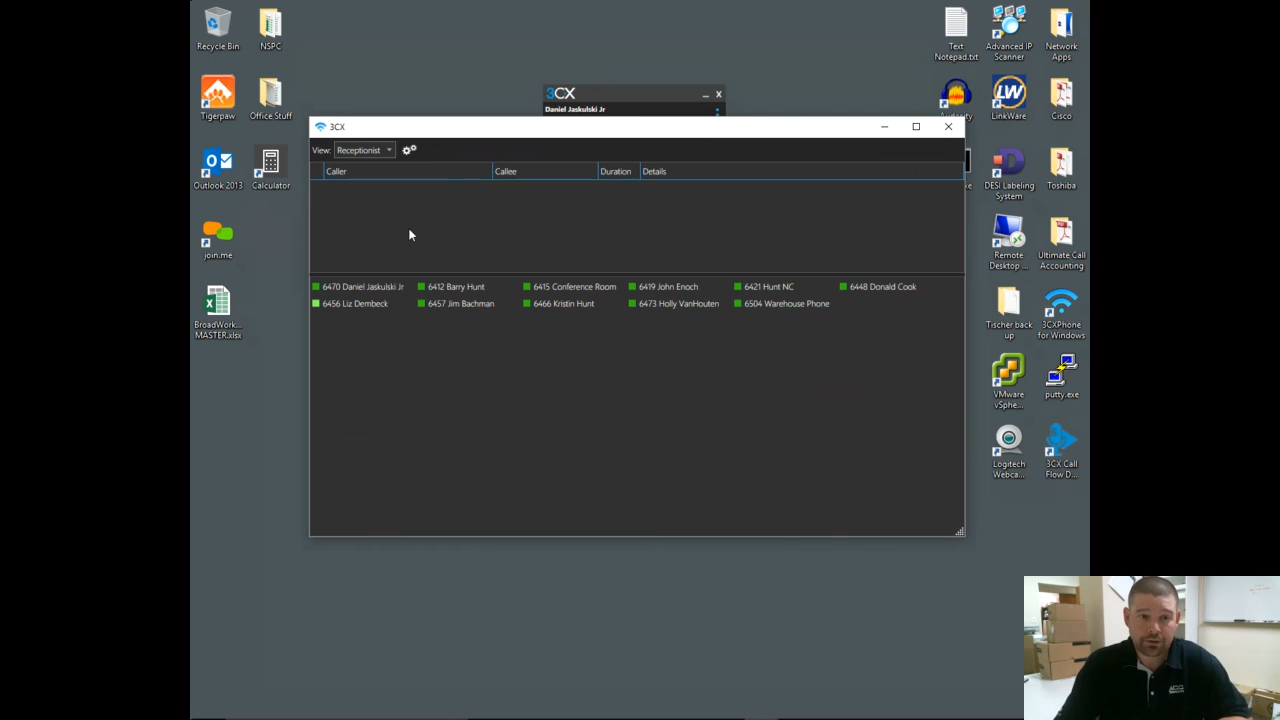 Recycle Bin
NSPC
Text Notepad.txt
Advanced IP Scanner
Network Apps
Tigerpaw
Office Stuff
3CX
Daniel Jaskulski Jr
Audacity
LW
LinkWare
Cisco
3CX
View: Receptionist
Caller Callee Duration Details
Outlook 2013
Calculator
DESI Labeling System
Toshiba
join.me
Remote Desktop ...
Ultimate Call Accounting
6470 Daniel Jaskulski Jr 6412 Barry Hunt 6415 Conference Room 6419 John Enoch 6421 Hunt NC 6448 Donald Cook
6456 Liz Dembeck 6457 Jim Bachman 6466 Kristin Hunt 6473 Holly VanHouten 6504 Warehouse Phone
BroadWork... MASTER.xlsx
Tischer back up
3CXPhone for Windows
VMware vSphe...
putty.exe
Logitech Webca...
3CX Call Flow D...